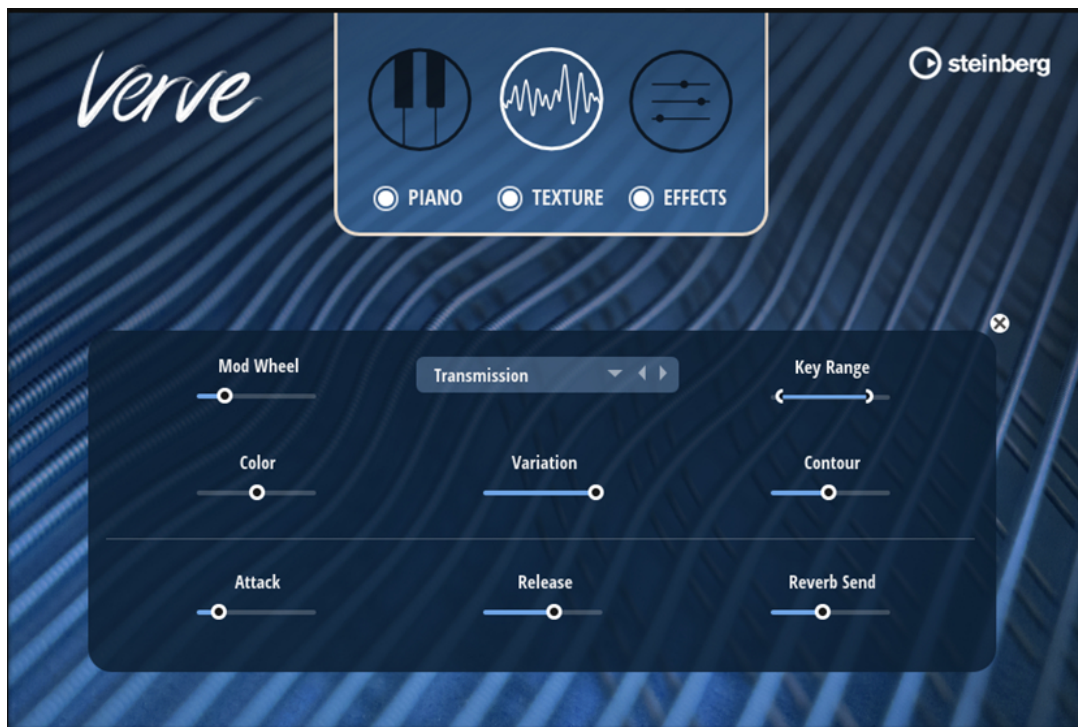 Verve
steinberg
PIANO TEXTURE EFFECTS
Mod Wheel
Transmission
Key Range
Color
Variation
Contour
Attack
Release
Reverb Send